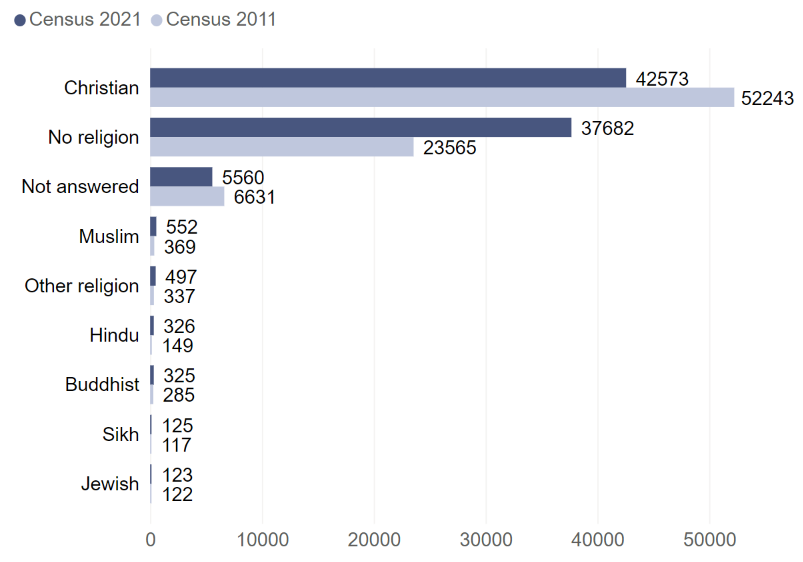 Census 2021 Census 2011
Christian 42573
52243
No religion 37682
23565
Not answered 5560
6631
Muslim 552
369
Other religion 497
337
Hindu 326
149
Buddhist 325
285
Sikh 125
117
Jewish 123
122
0 10000 20000 30000 40000 50000